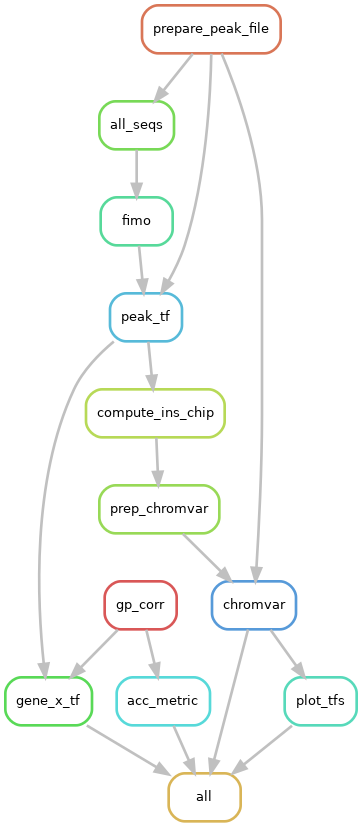 prepare_peak_file
all_seqs
fimo
peak_tf
compute_ins_chip
prep_chromvar
gp_corr
chromvar
gene_x_tf
acc_metric
plot_tfs
all